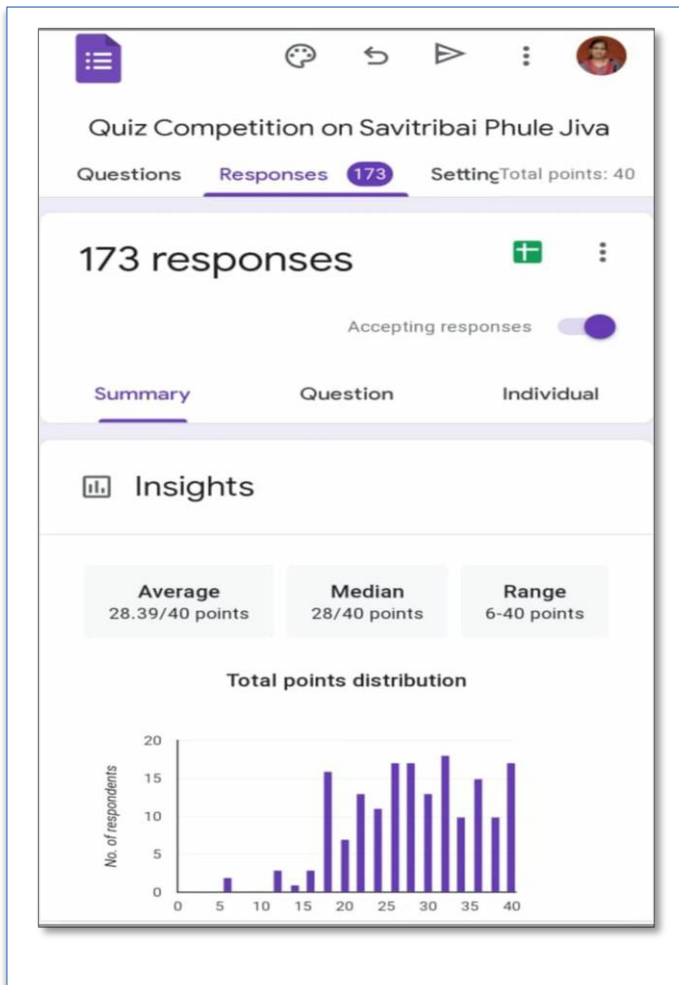 Quiz Competition on Savitribai Phule Jiva
Questions Responses 173 Setting Total points: 40
173 responses
Accepting responses
Summary Question Individual
Insights
Average Median Range
28.39/40 points 28/40 points 6-40 points
Total points distribution
No. of respondents
20
15
10
5
0
0 5 10 15 20 25 30 35 40